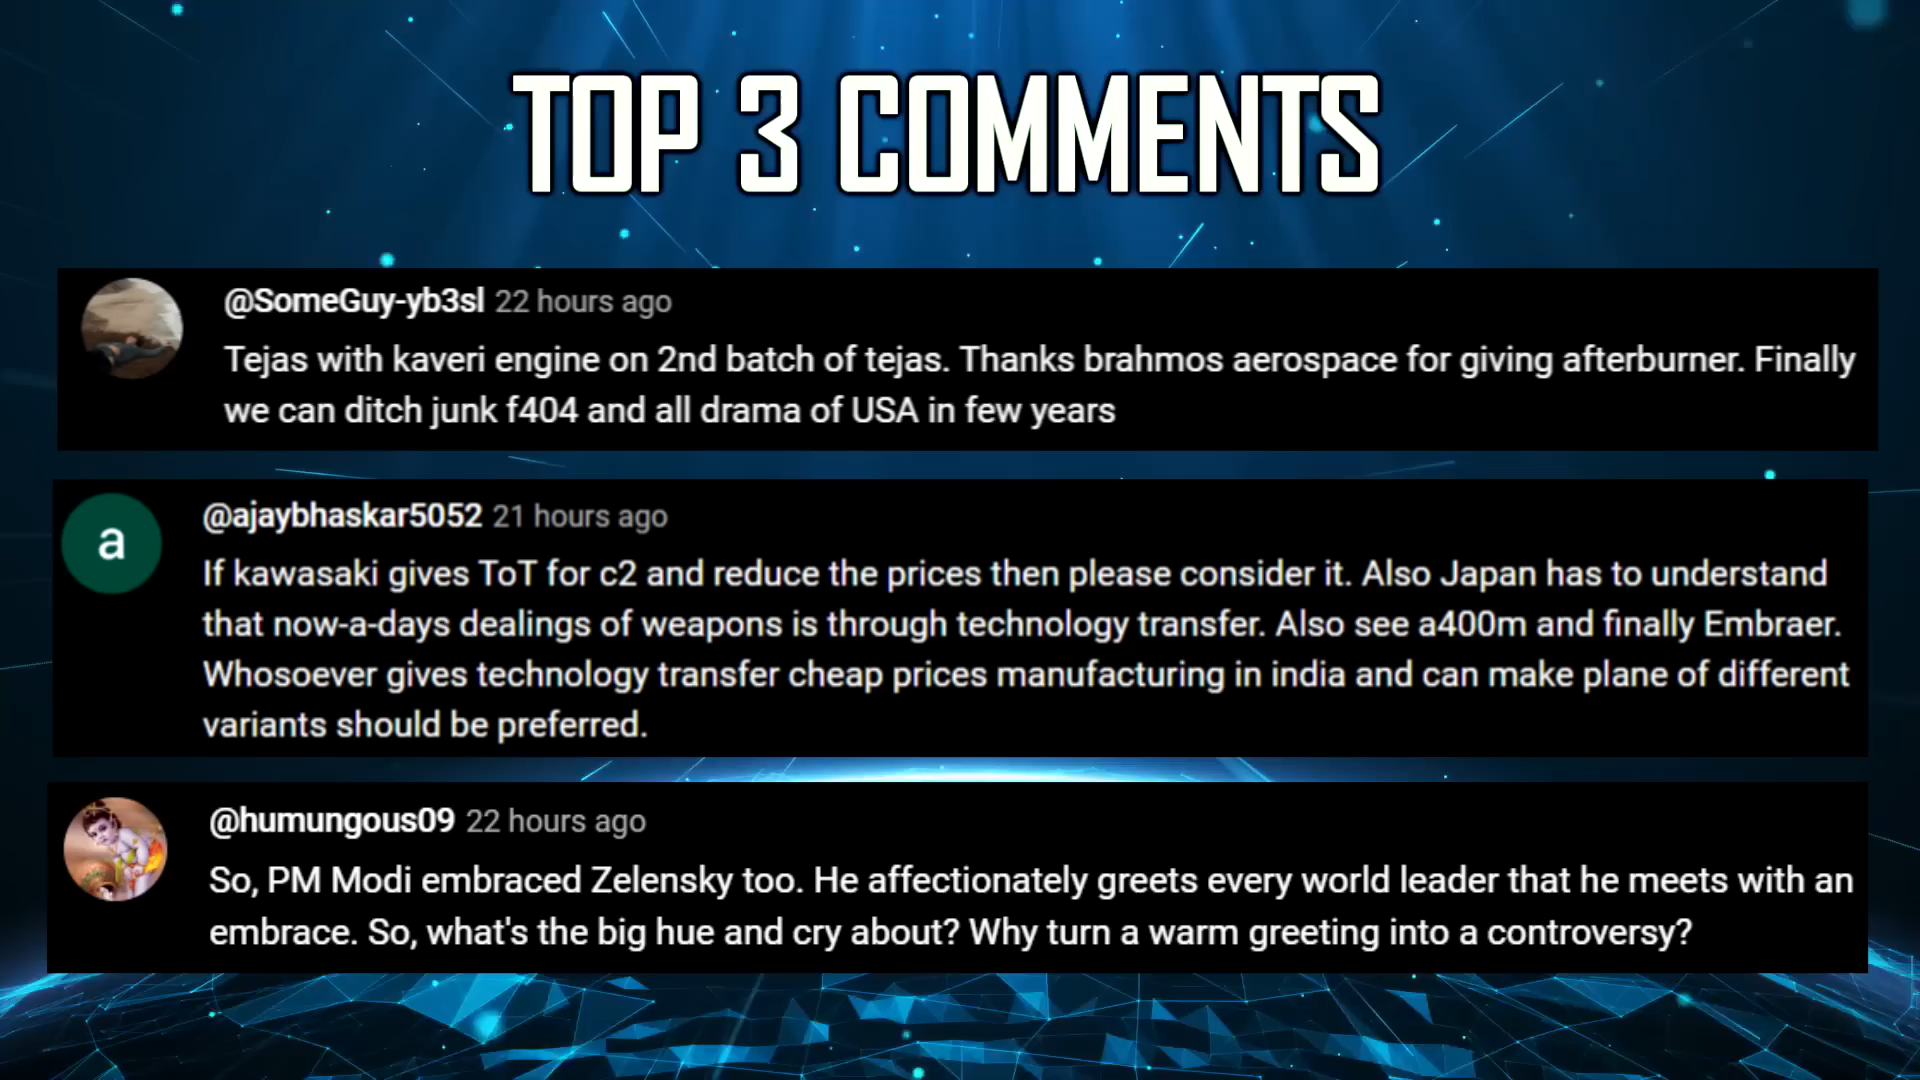 TOP 3 COMMENTS
@SomeGuy-yb3sl 22 hours ago
Tejas with kaveri engine on 2nd batch of tejas. Thanks brahmos aerospace for giving afterburner. Finally
we can ditch junk f404 and all drama of USA in few years
a
@ajaybhaskar5052 21 hours ago
If kawasaki gives ToT for c2 and reduce the prices then please consider it. Also Japan has to understand
that now-a-days dealings of weapons is through technology transfer. Also see a400m and finally Embraer.
Whosoever gives technology transfer cheap prices manufacturing in india and can make plane of different
variants should be preferred.
@humungous09 22 hours ago
So, PM Modi embraced Zelensky too. He affectionately greets every world leader that he meets with an
embrace. So, what's the big hue and cry about? Why turn a warm greeting into a controversy?